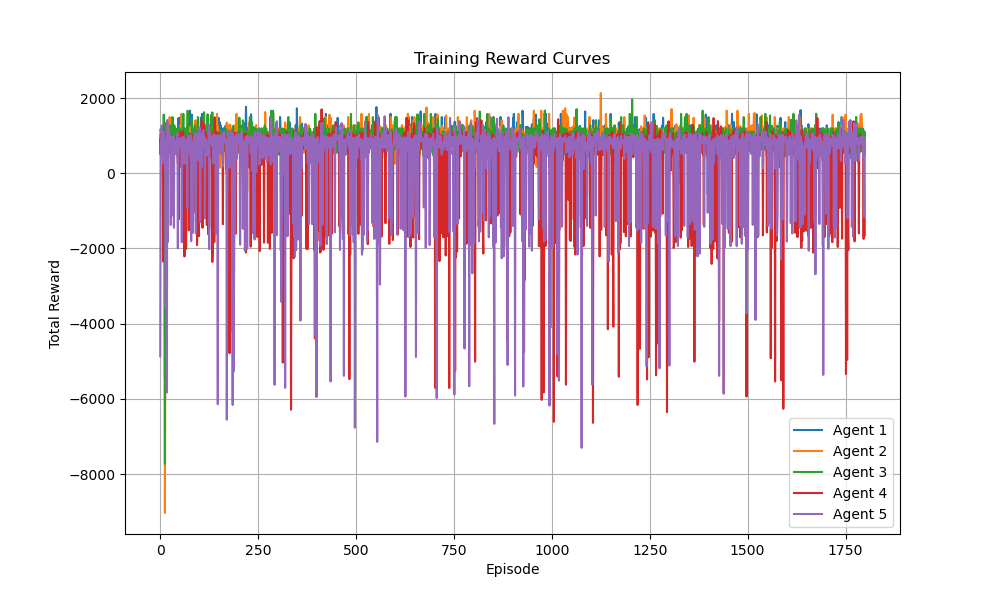 Training Reward Curves
Total Reward
2000
0
−2000
−4000
−6000
−8000
0
250
500
750
1000
1250
1500
1750
Episode
Agent 1
Agent 2
Agent 3
Agent 4
Agent 5